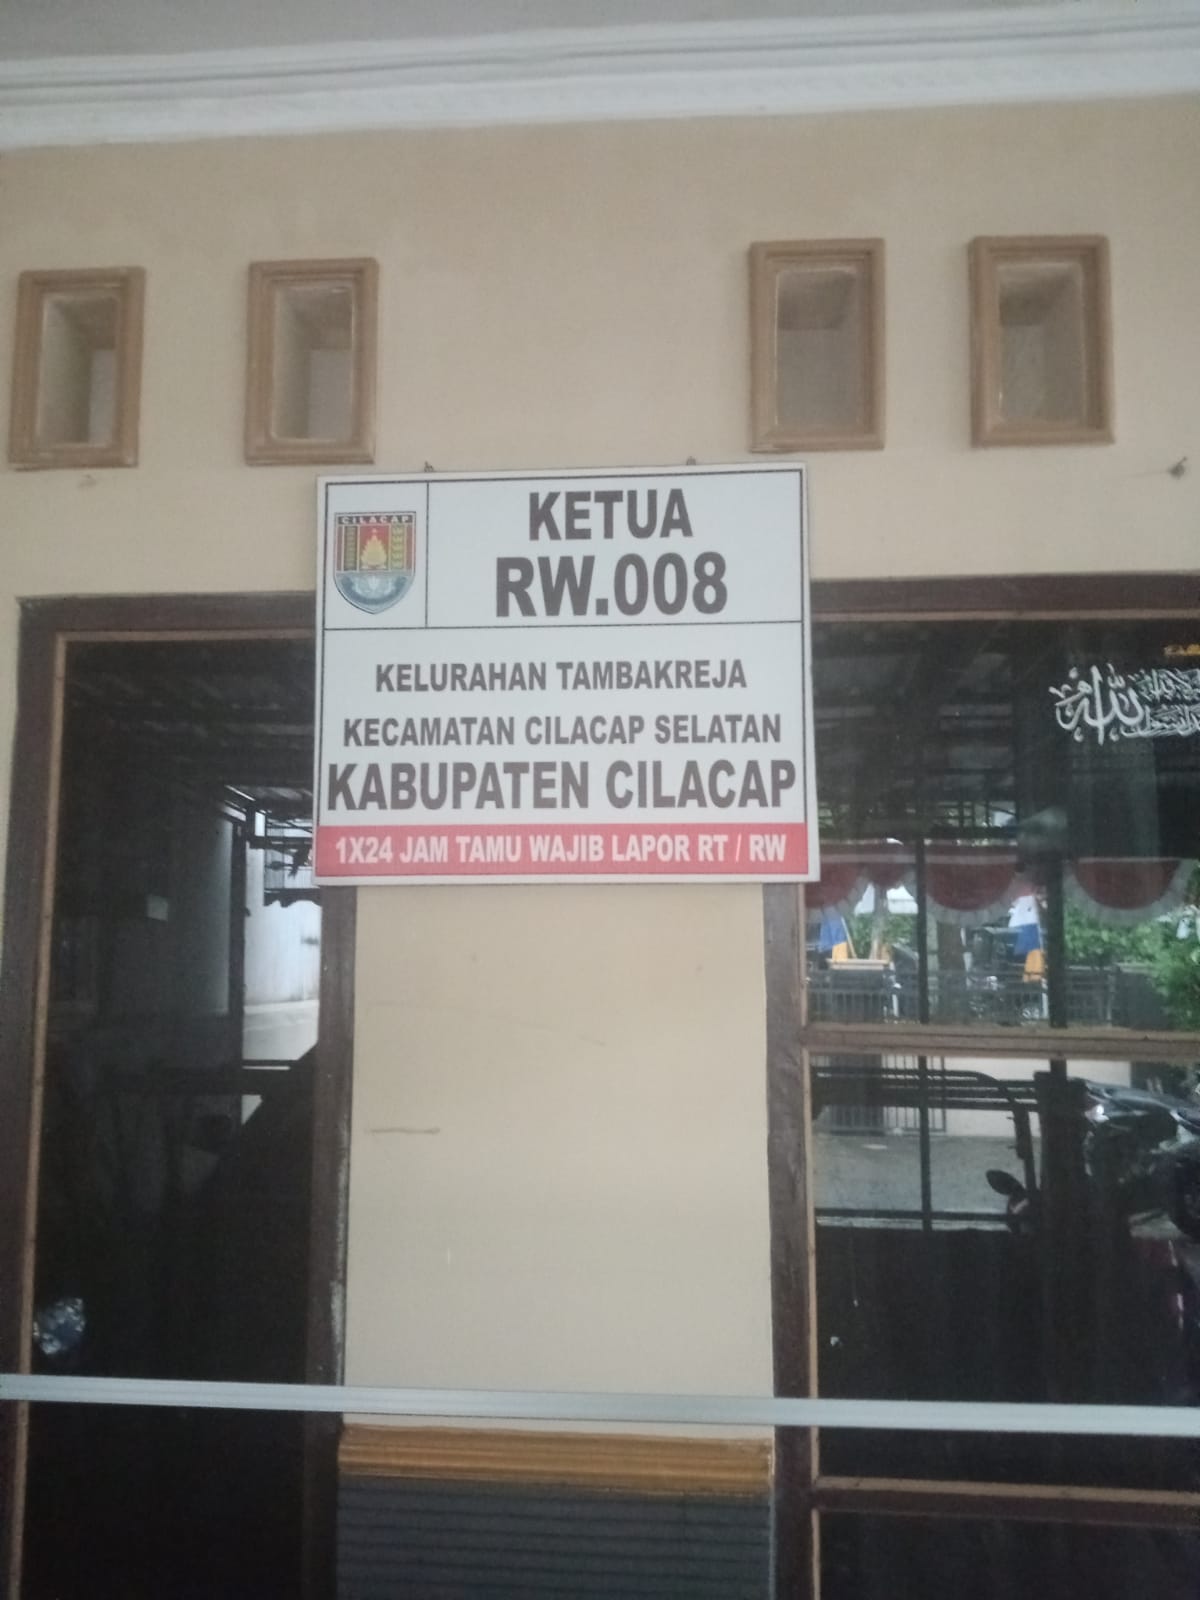 CILACAP
KETUA
RW.008
KELURAHAN TAMBAKREJA
KECAMATAN CILACAP SELATAN
KABUPATEN CILACAP
1X24 JAM TAMU WAJIB LAPOR RT / RW